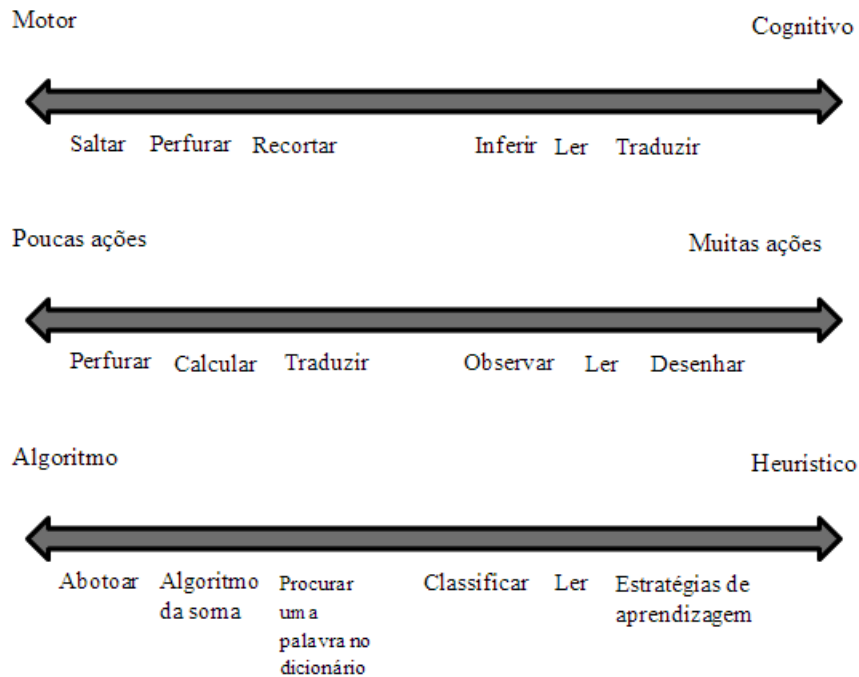 Motor Cognitivo
Saltar Perfurar Recortar Inferir Ler Traduzir
Poucas ações Muitas ações
Perfurar Calcular Traduzir Observar Ler Desenhar
Algoritmo Heurístico
Abotoar Algoritmo da soma Procurar uma palavra no dicionário Classificar Ler Estratégias de aprendizagem